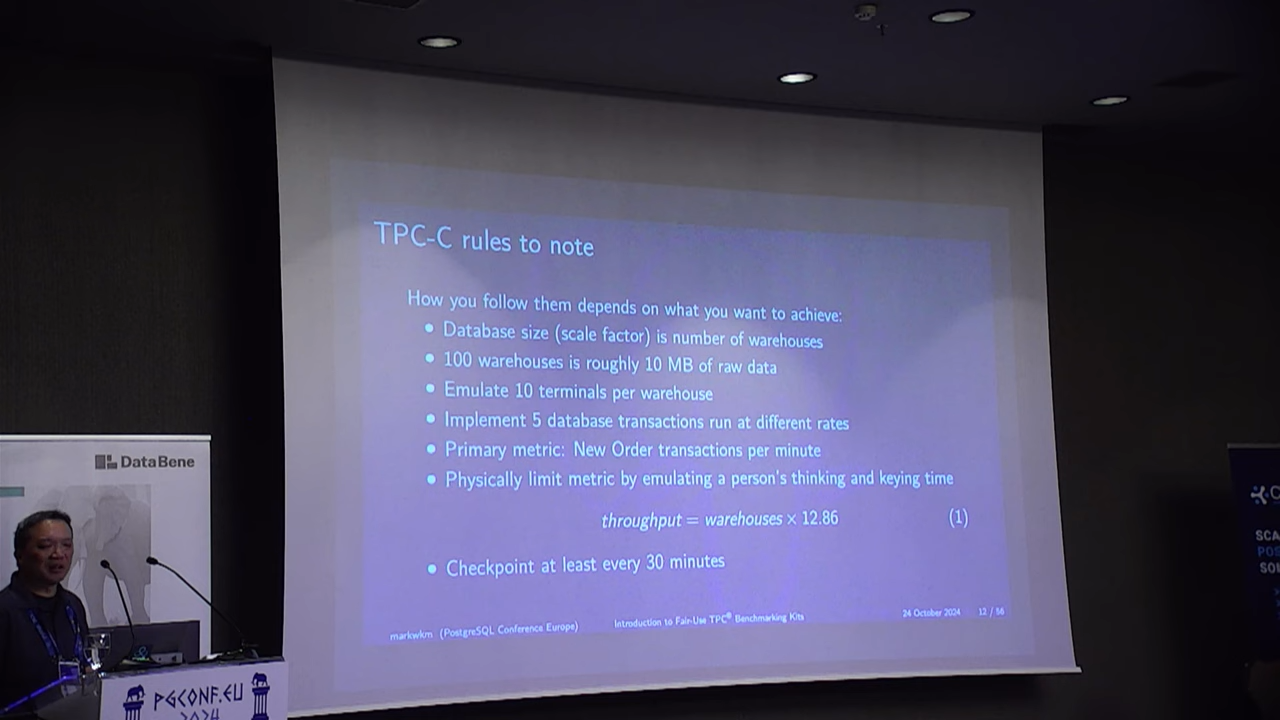 TPC-C rules to note
How you follow them depends on what you want to achieve:
• Database size (scale factor) is number of warehouses
• 100 warehouses is roughly 10 MB of raw data
• Emulate 10 terminals per warehouse
• Implement 5 database transactions run at different rates
• Primary metric: New Order transactions per minute
• Physically limit metric by emulating a person's thinking and keying time
throughput = warehouses × 12.86 (1)
• Checkpoint at least every 30 minutes
markwkm (PostgreSQL Conference Europe) Introduction to Fair-Use TPC® Benchmarking Kits 24 October 2024 12 / 56
DataBene
PGCONF.EU
2024
C
SCA
POS
SOL